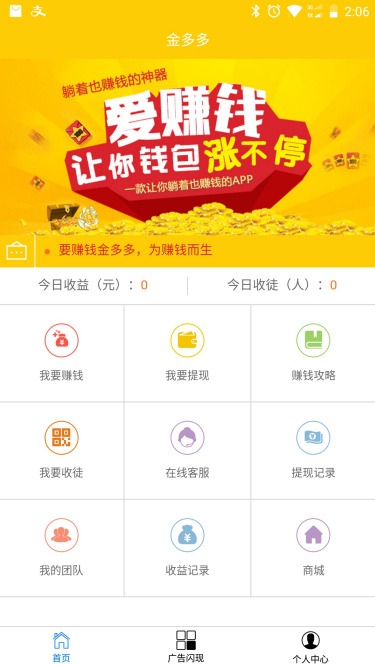 2:06
金多多
躺着也赚钱的神器
爱赚钱
让你钱包涨不停
一款让你躺着也赚钱的APP
要赚钱金多多，为赚钱而生
今日收益（元）：0
今日收徒（人）：0
我要赚钱
我要提现
赚钱攻略
我要收徒
在线客服
提现记录
我的团队
收益记录
商城
首页
广告闪现
个人中心